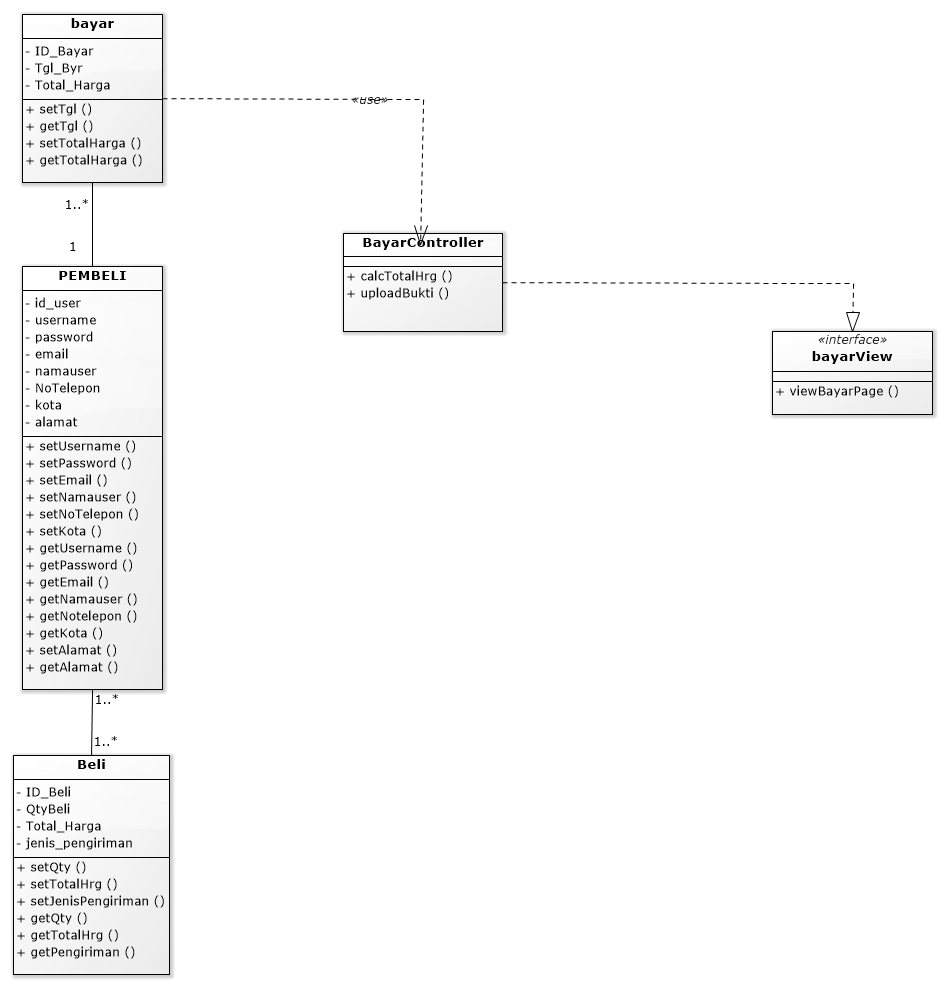 bayar
- ID_Bayar
- Tgl_Byr
- Total_Harga
+ setTgl ()
+ getTgl ()
+ setTotalHarga ()
+ getTotalHarga ()
«use»
1..*
1
PEMBELI
- id_user
- username
- password
- email
- namauser
- NoTelepon
- kota
- alamat
+ setUsername ()
+ setPassword ()
+ setEmail ()
+ setNamauser ()
+ setNoTelepon ()
+ setKota ()
+ getUsername ()
+ getPassword ()
+ getEmail ()
+ getNamauser ()
+ getNotelepon ()
+ getKota ()
+ setAlamat ()
+ getAlamat ()
BayarController
+ calcTotalHrg ()
+ uploadBukti ()
«interface»
bayarView
+ viewBayarPage ()
1..*
1..*
Beli
- ID_Beli
- QtyBeli
- Total_Harga
- jenis_pengiriman
+ setQty ()
+ setTotalHrg ()
+ setJenisPengiriman ()
+ getQty ()
+ getTotalHrg ()
+ getPengiriman ()